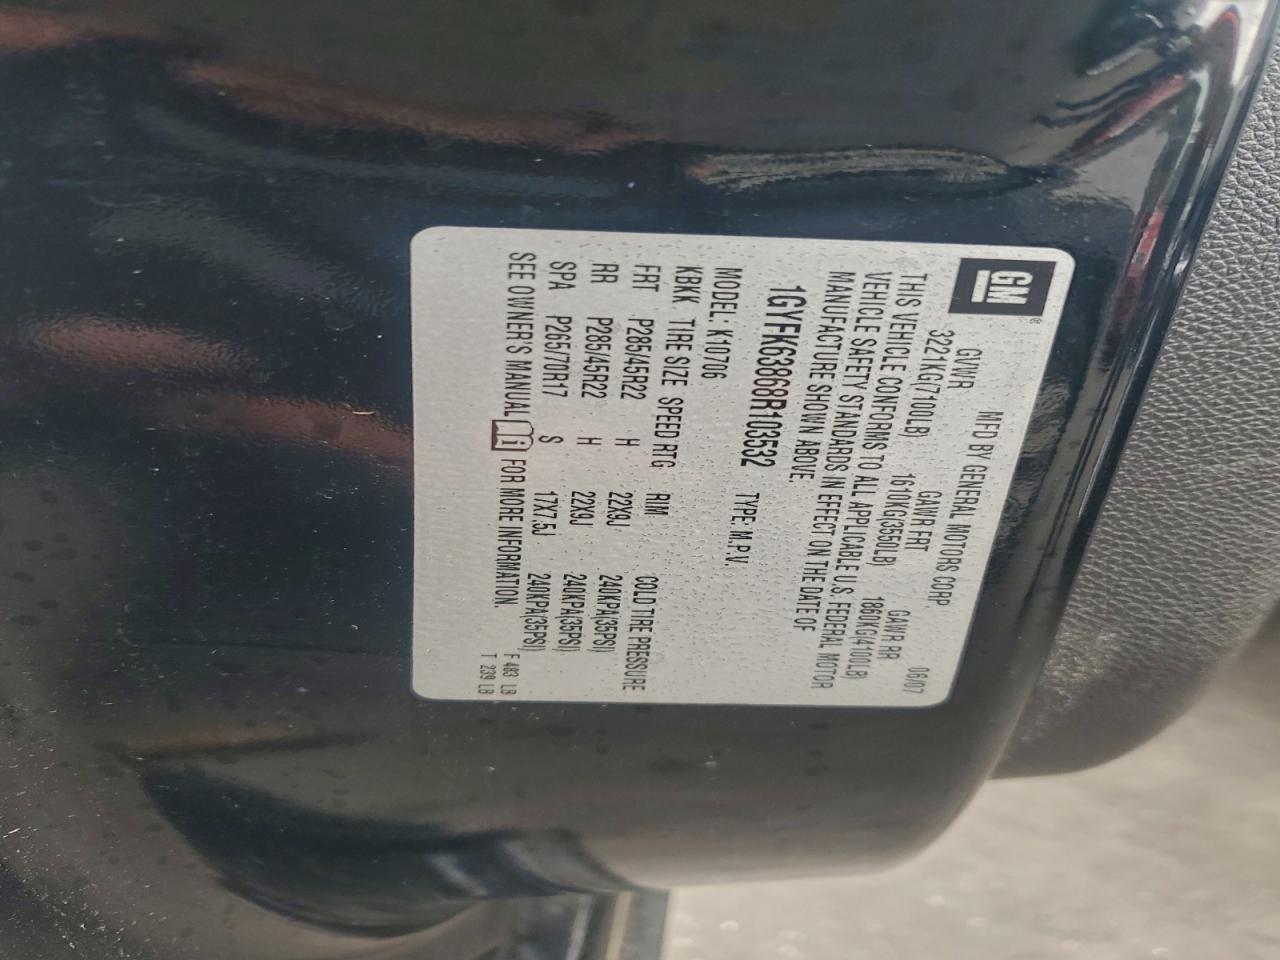 GM®
MFD BY GENERAL MOTORS CORP. 06/07
GVWR GAWR FRT GAWR RR
3221KG(7100LB) 1610KG(3550LB) 1860KG(4100LB)
THIS VEHICLE CONFORMS TO ALL APPLICABLE U.S. FEDERAL MOTOR
VEHICLE SAFETY STANDARDS IN EFFECT ON THE DATE OF
MANUFACTURE SHOWN ABOVE.
1GYFK63868R103532 TYPE: M.P.V.
MODEL: K10706
KBKK TIRE SIZE SPEED RTG RIM COLD TIRE PRESSURE
FRT P285/45R22 H 22X9J 240KPA(35PSI)
RR P285/45R22 H 22X9J 240KPA(35PSI)
SPA P265/70R17 S 17X7.5J 240KPA(35PSI)
SEE OWNER'S MANUAL i FOR MORE INFORMATION.
F 483 LB
T 239 LB